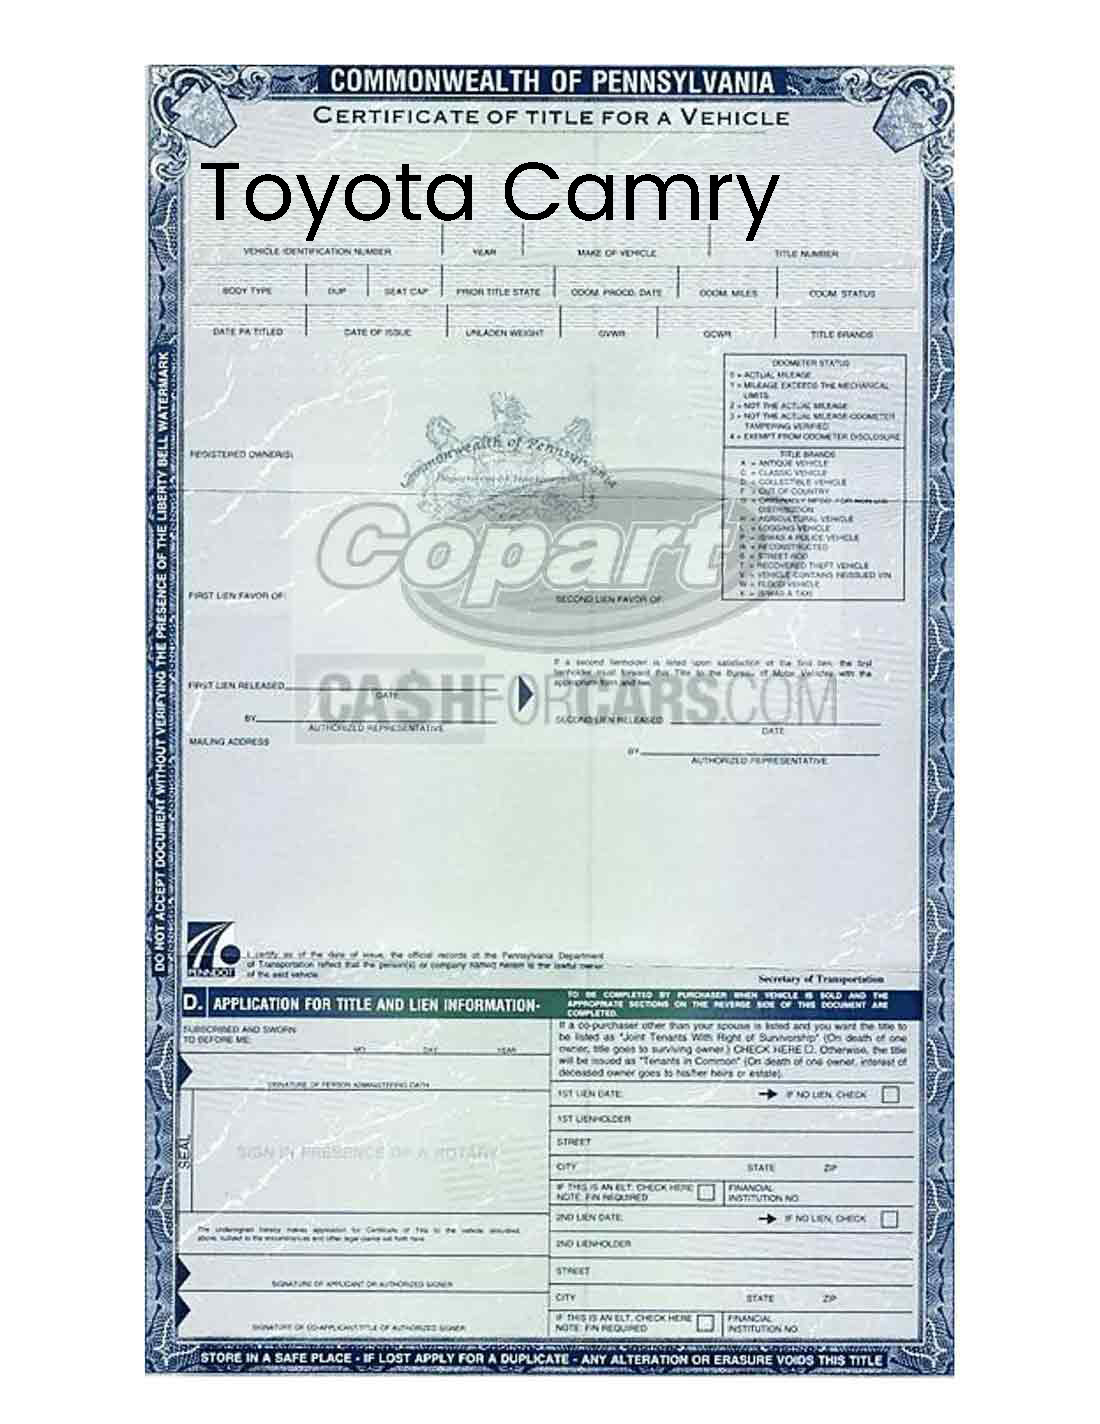 COMMONWEALTH OF PENNSYLVANIA
CERTIFICATE OF TITLE FOR A VEHICLE
Toyota Camry
VEHICLE IDENTIFICATION NUMBER YEAR MAKE OF VEHICLE TITLE NUMBER
BODY TYPE DUP SEAT CAP PRIOR TITLE STATE ODOM. PROCD. DATE ODOM. MILES ODOM. STATUS
DATE PA TITLED DATE OF ISSUE UNLADEN WEIGHT GVWR GCWR TITLE BRANDS
ODOMETER STATUS
0 = ACTUAL MILEAGE
1 = MILEAGE EXCEEDS THE MECHANICAL
LIMITS
2 = NOT THE ACTUAL MILEAGE
3 = NOT THE ACTUAL MILEAGE-ODOMETER
TAMPERING VERIFIED
4 = EXEMPT FROM ODOMETER DISCLOSURE
TITLE BRANDS
A = ANTIQUE VEHICLE
C = CLASSIC VEHICLE
D = COLLECTIBLE VEHICLE
F = OUT OF COUNTRY
G = ORIGINALLY MFGD. FOR NON-U.S.
DISTRIBUTION
H = AGRICULTURAL VEHICLE
L = LOGGING VEHICLE
P = IS/WAS A POLICE VEHICLE
R = RECONSTRUCTED
S = STREET ROD
T = RECOVERED THEFT VEHICLE
V = VEHICLE CONTAINS REISSUED VIN
W = FLOOD VEHICLE
X = IS/WAS A TAXI
REGISTERED OWNER(S)
Commonwealth of Pennsylvania
Department of Transportation
Copart
FIRST LIEN FAVOR OF: SECOND LIEN FAVOR OF:
If a second lienholder is listed upon satisfaction of the first lien, the first
lienholder must forward this Title to the Bureau of Motor Vehicles with the
appropriate form and fee.
FIRST LIEN RELEASED
DATE
CA$HFORCARS.COM
SECOND LIEN RELEASED
DATE
BY
AUTHORIZED REPRESENTATIVE
MAILING ADDRESS
BY
AUTHORIZED REPRESENTATIVE
DO NOT ACCEPT DOCUMENT WITHOUT VERIFYING THE PRESENCE OF THE LIBERTY BELL WATERMARK
PENNDOT
I certify as of the date of issue, the official records of the Pennsylvania Department
of Transportation reflect that the person(s) or company named herein is the lawful owner
of the said vehicle.
Secretary of Transportation
D. APPLICATION FOR TITLE AND LIEN INFORMATION-
TO BE COMPLETED BY PURCHASER WHEN VEHICLE IS SOLD AND THE
APPROPRIATE SECTIONS ON THE REVERSE SIDE OF THIS DOCUMENT ARE
COMPLETED.
SUBSCRIBED AND SWORN
TO BEFORE ME:
MO DAY YEAR
SIGNATURE OF PERSON ADMINISTERING OATH
SEAL
SIGN IN PRESENCE OF A NOTARY
The undersigned hereby makes application for Certificate of Title to the vehicle described
above, subject to the encumbrances and other legal claims set forth here.
SIGNATURE OF APPLICANT OR AUTHORIZED SIGNER
SIGNATURE OF CO-APPLICANT/TITLE OF AUTHORIZED SIGNER
If a co-purchaser other than your spouse is listed and you want the title to
be listed as "Joint Tenants With Right of Survivorship" (On death of one
owner, title goes to surviving owner.) CHECK HERE ☐. Otherwise, the title
will be issued as "Tenants in Common" (On death of one owner, interest of
deceased owner goes to his/her heirs or estate).
1ST LIEN DATE: IF NO LIEN, CHECK
1ST LIENHOLDER
STREET
CITY STATE ZIP
IF THIS IS AN ELT, CHECK HERE FINANCIAL
NOTE: FIN REQUIRED INSTITUTION NO.
2ND LIEN DATE: IF NO LIEN, CHECK
2ND LIENHOLDER
STREET
CITY STATE ZIP
IF THIS IS AN ELT, CHECK HERE FINANCIAL
NOTE: FIN REQUIRED INSTITUTION NO.
STORE IN A SAFE PLACE - IF LOST APPLY FOR A DUPLICATE - ANY ALTERATION OR ERASURE VOIDS THIS TITLE